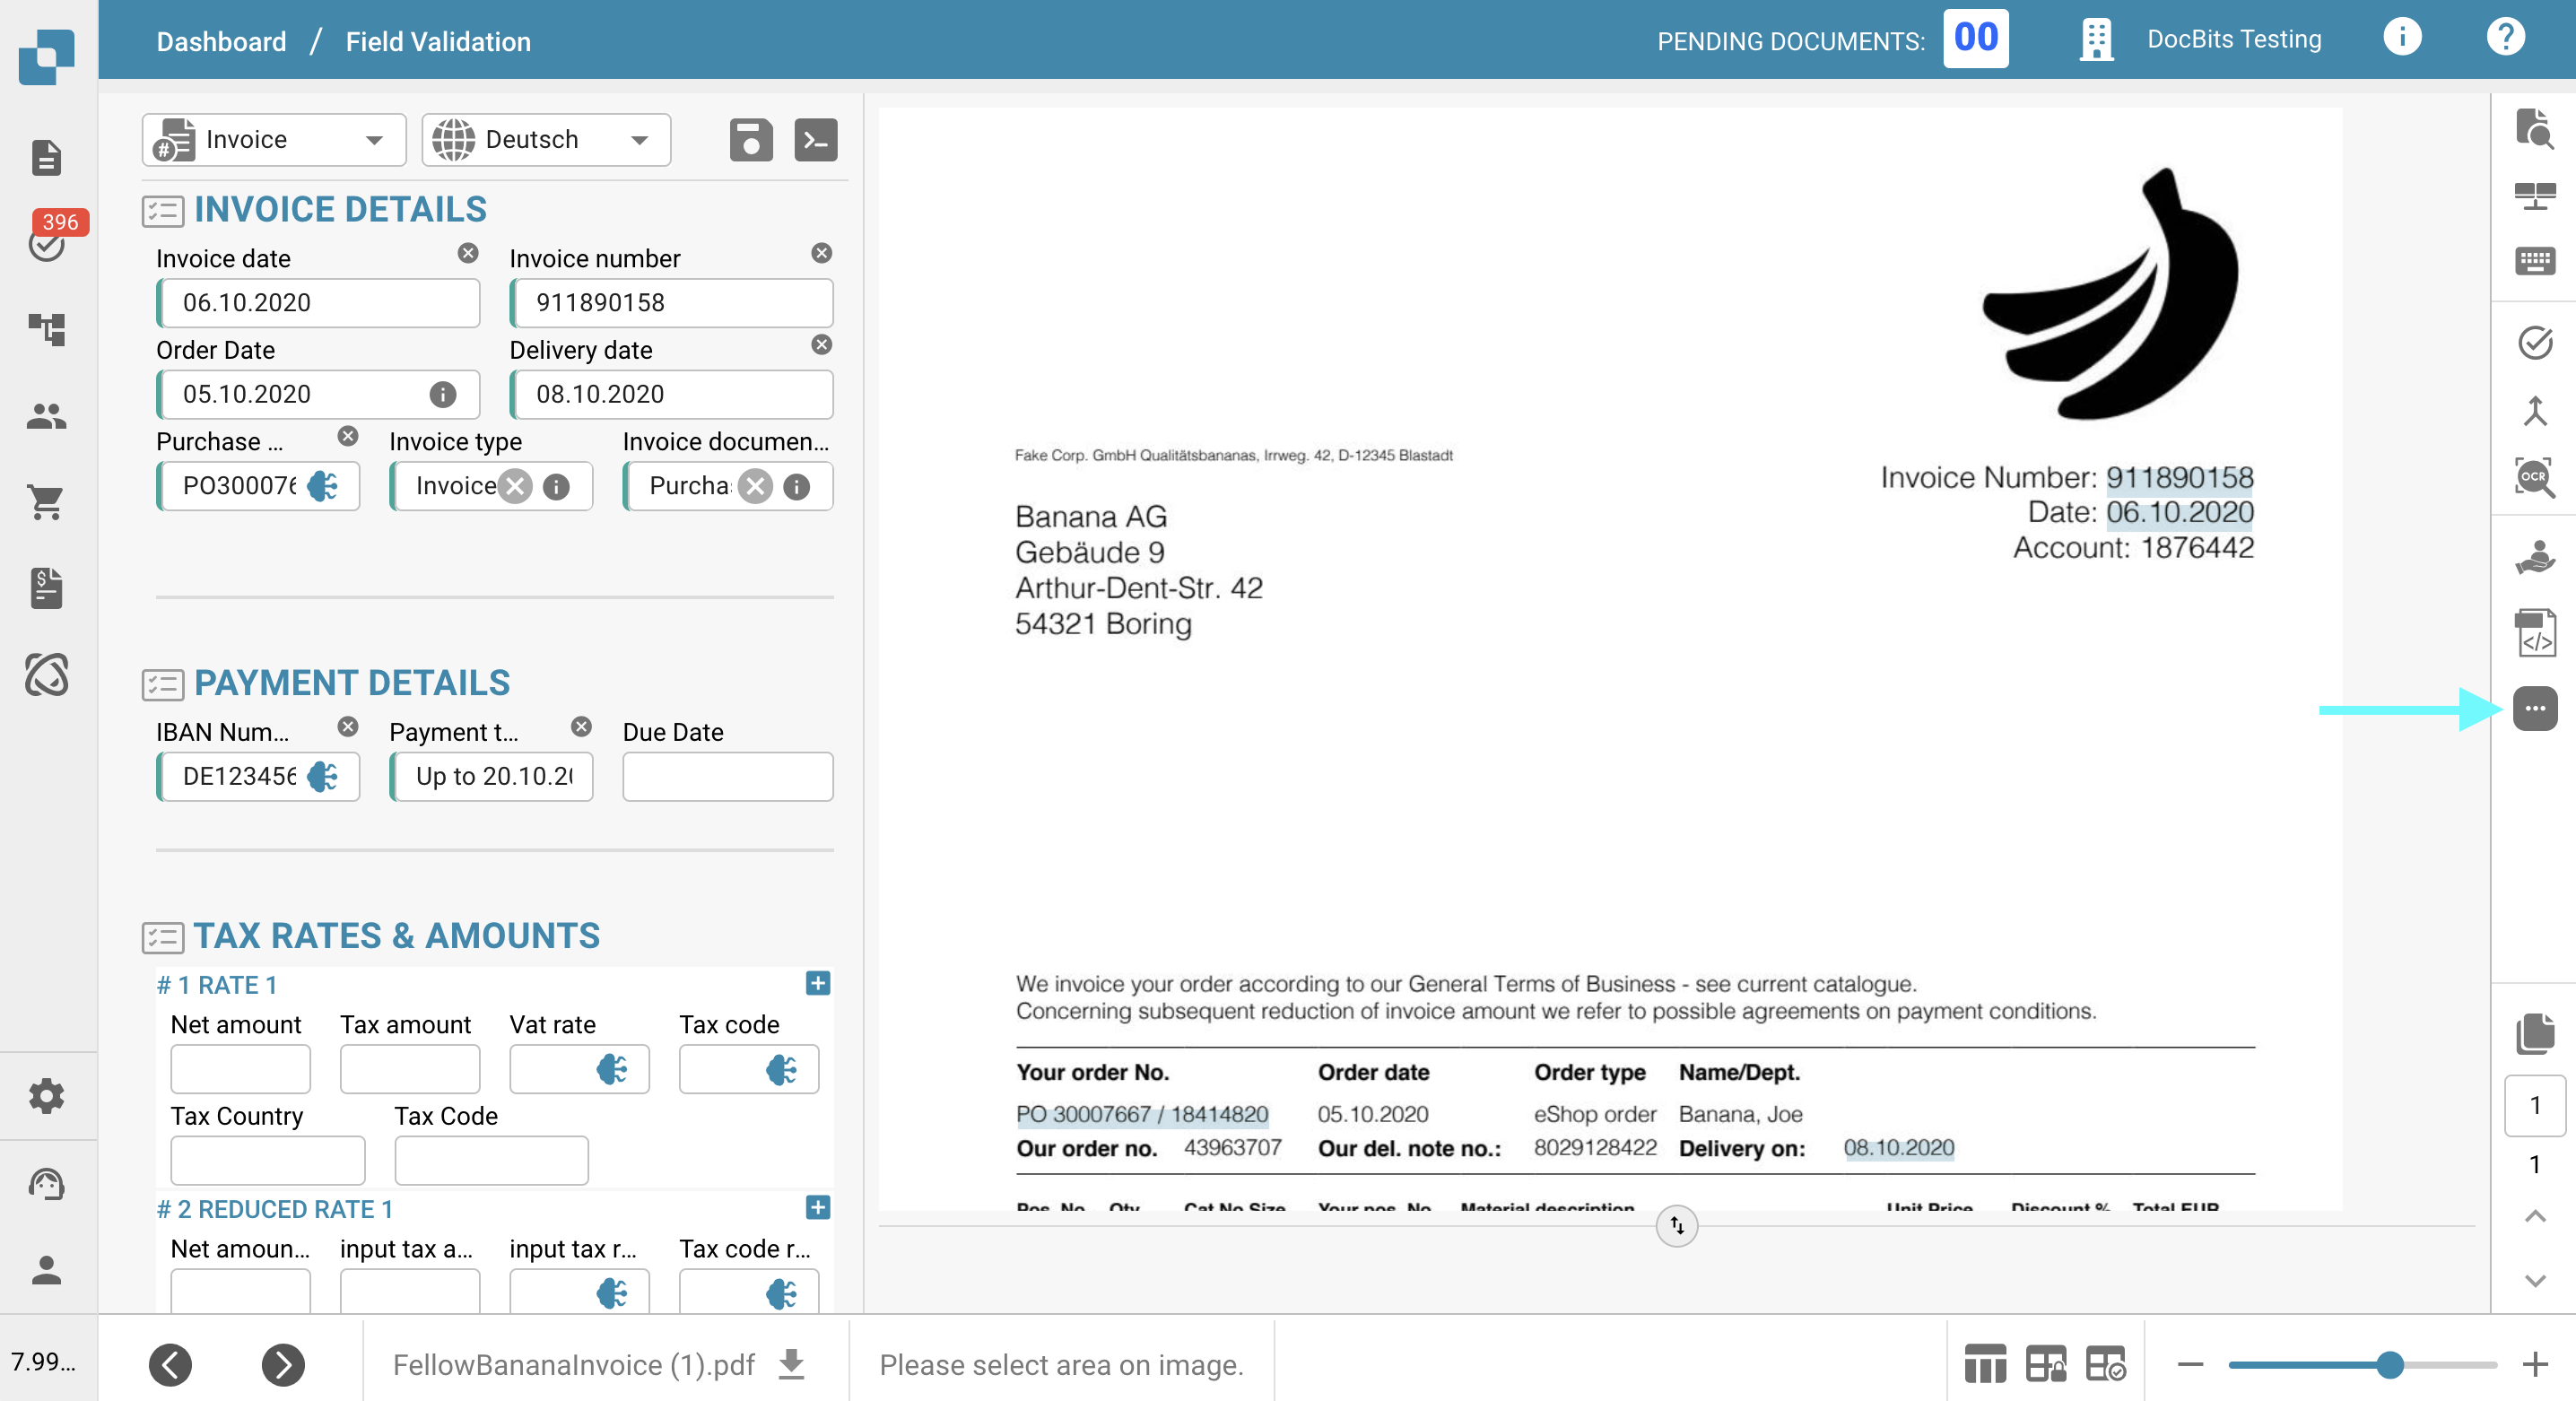 Dashboard / Field Validation
PENDING DOCUMENTS: 00
DocBits Testing
396
7.99...
# Invoice
Deutsch
INVOICE DETAILS
Invoice date
Invoice number
06.10.2020
911890158
Order Date
Delivery date
05.10.2020
08.10.2020
Purchase ...
Invoice type
Invoice documen...
PO300076
Invoice
Purcha
PAYMENT DETAILS
IBAN Num...
Payment t...
Due Date
DE123456
Up to 20.10.20
TAX RATES & AMOUNTS
# 1 RATE 1
Net amount
Tax amount
Vat rate
Tax code
Tax Country
Tax Code
# 2 REDUCED RATE 1
Net amoun...
input tax a...
input tax r...
Tax code r...
Fake Corp. GmbH Qualitätsbananas, Irrweg. 42, D-12345 Blastadt
Banana AG
Gebäude 9
Arthur-Dent-Str. 42
54321 Boring
Invoice Number: 911890158
Date: 06.10.2020
Account: 1876442
We invoice your order according to our General Terms of Business - see current catalogue.
Concerning subsequent reduction of invoice amount we refer to possible agreements on payment conditions.
Your order No. Order date Order type Name/Dept.
PO 30007667 / 18414820 05.10.2020 eShop order Banana, Joe
Our order no. 43963707 Our del. note no.: 8029128422 Delivery on: 08.10.2020
Pos. No. Qty. Cat.No.Size Your pos. No. Material description Unit Price Discount % Total EUR
OCR
</>
1
1
FellowBananaInvoice (1).pdf
Please select area on image.